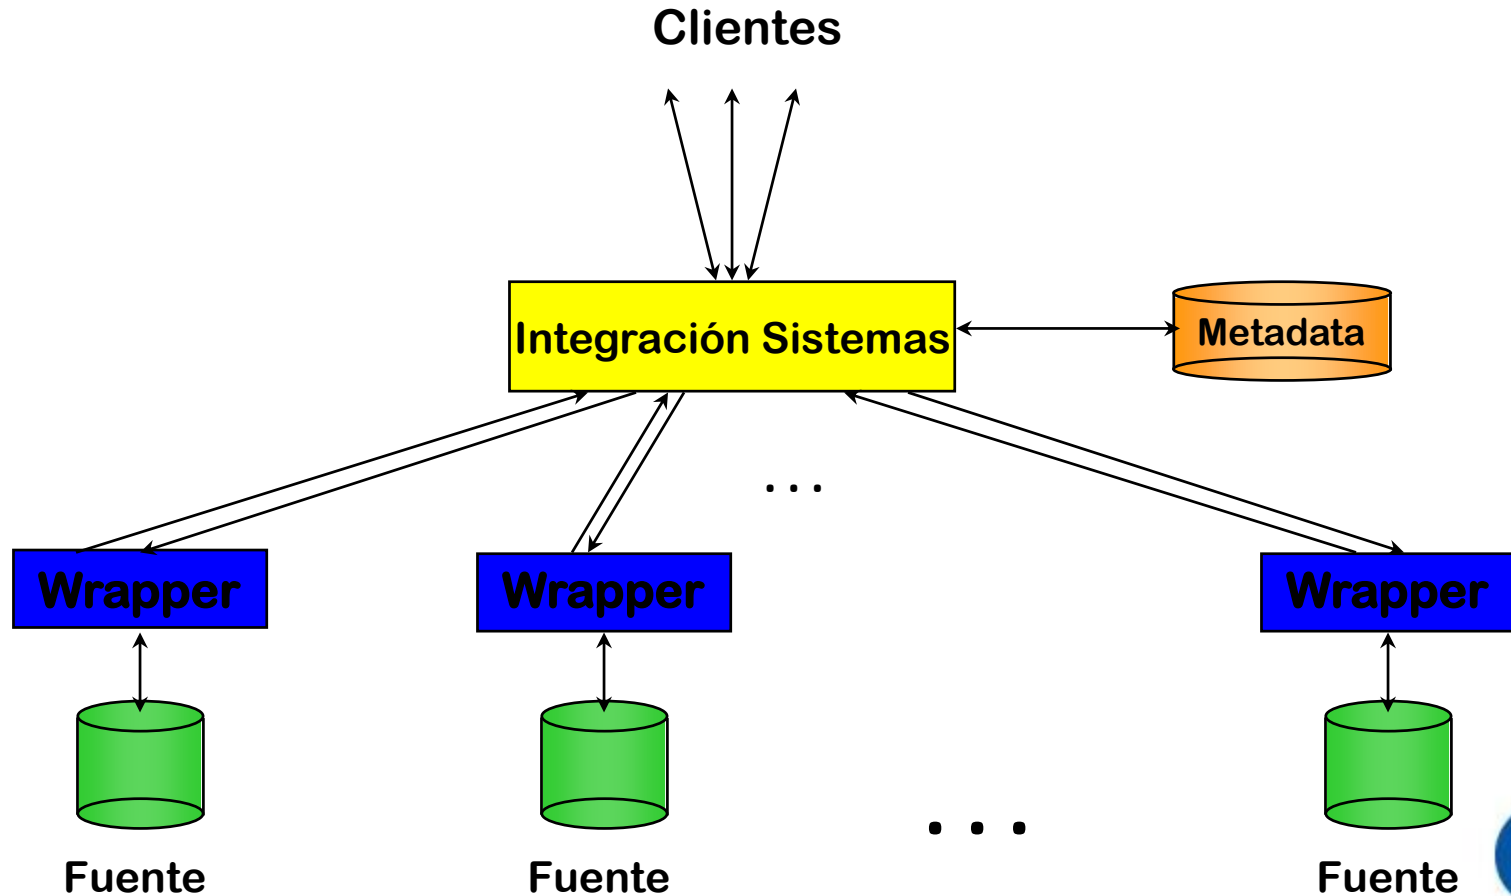 Clientes
Integración Sistemas
Metadata
. . .
Wrapper
Wrapper
Wrapper
. . .
Fuente
Fuente
Fuente